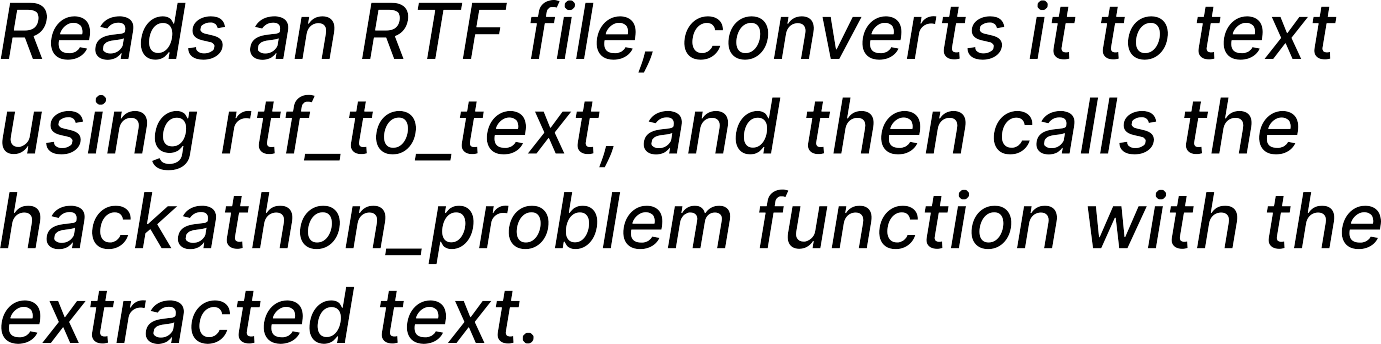 Reads an RTF file, converts it to text
using rtf_to_text, and then calls the
hackathon_problem function with the
extracted text.